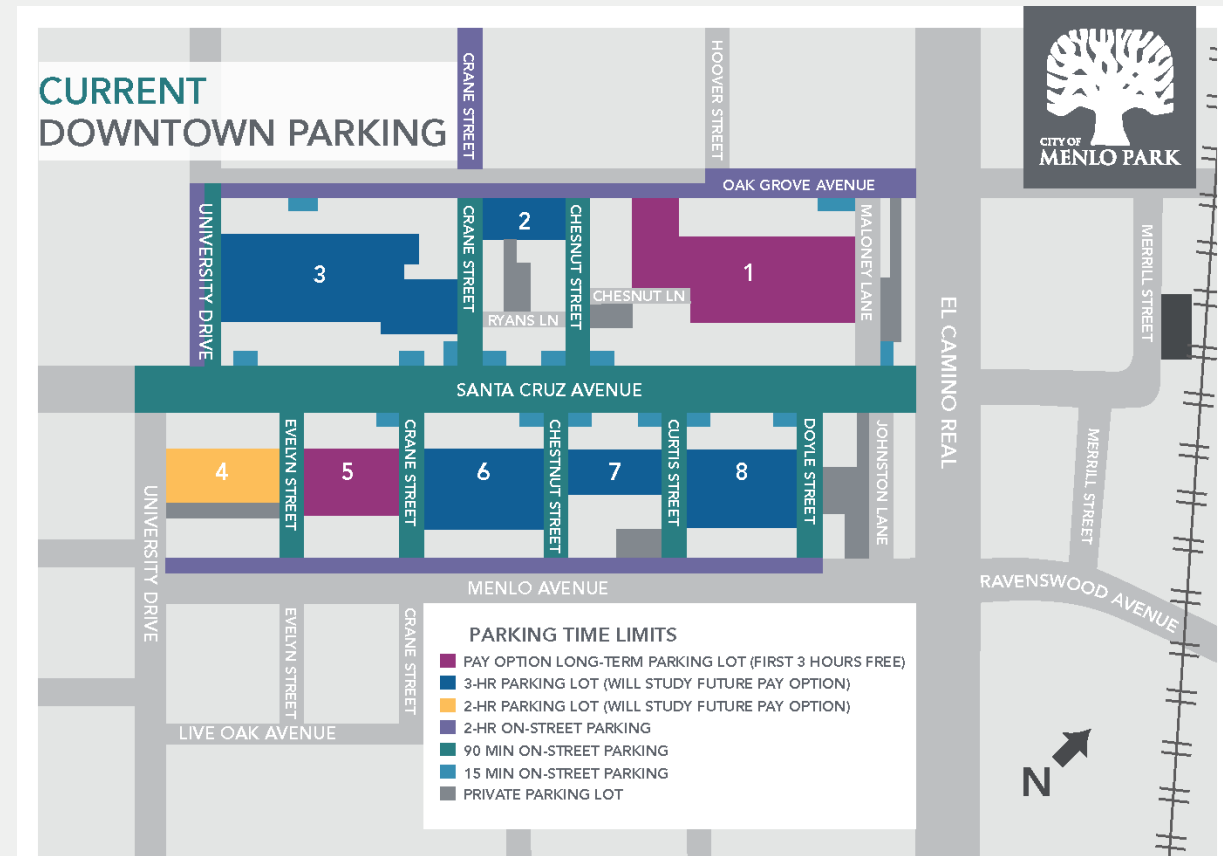 CURRENT
DOWNTOWN PARKING
CITY OF
MENLO PARK
CRANE STREET
HOOVER STREET
OAK GROVE AVENUE
UNIVERSITY DRIVE
CRANE STREET
2
CHESNUT STREET
MALONEY LANE
MERRILL STREET
3
1
CHESNUT LN
RYANS LN
EL CAMINO REAL
SANTA CRUZ AVENUE
EVELYN STREET
CRANE STREET
CHESTNUT STREET
CURTIS STREET
DOYLE STREET
JOHNSTON LANE
MERRILL STREET
4
5
6
7
8
UNIVERSITY DRIVE
MENLO AVENUE
RAVENSWOOD AVENUE
EVELYN STREET
CRANE STREET
LIVE OAK AVENUE
PARKING TIME LIMITS
PAY OPTION LONG-TERM PARKING LOT (FIRST 3 HOURS FREE)
3-HR PARKING LOT (WILL STUDY FUTURE PAY OPTION)
2-HR PARKING LOT (WILL STUDY FUTURE PAY OPTION)
2-HR ON-STREET PARKING
90 MIN ON-STREET PARKING
15 MIN ON-STREET PARKING
PRIVATE PARKING LOT
N